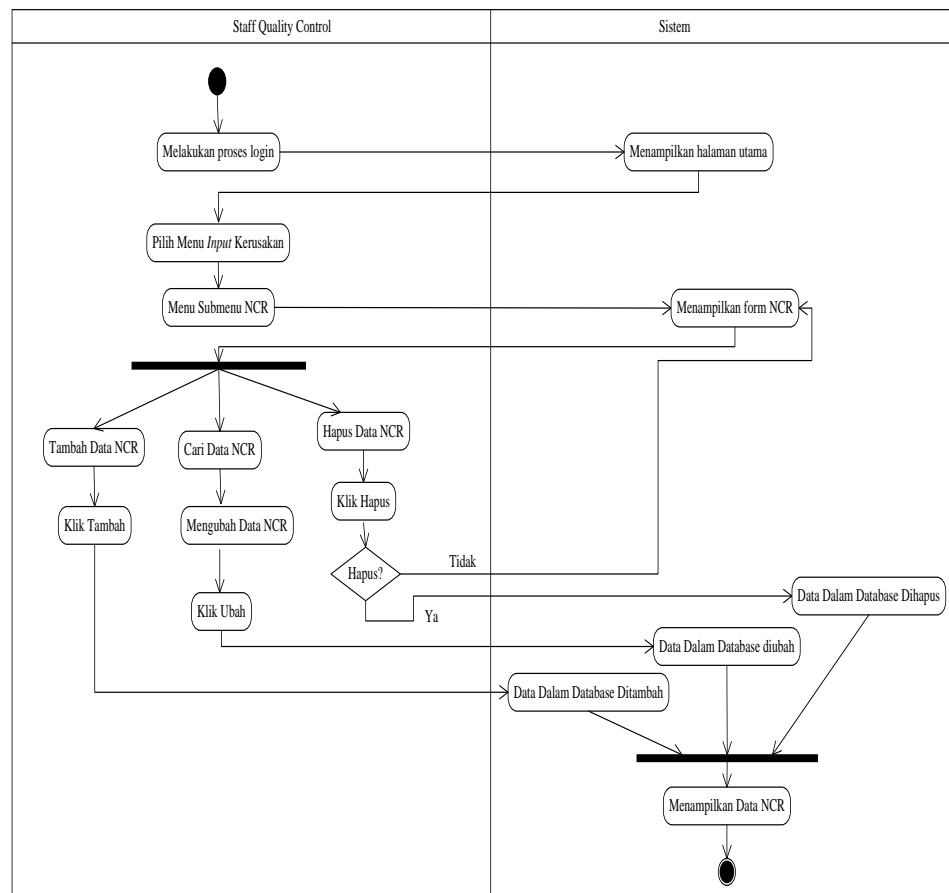 Staff Quality Control
Sistem
Melakukan proses login
Menampilkan halaman utama
Pilih Menu Input Kerusakan
Menu Submenu NCR
Menampilkan form NCR
Tambah Data NCR
Cari Data NCR
Hapus Data NCR
Klik Tambah
Mengubah Data NCR
Klik Hapus
Hapus?
Tidak
Ya
Klik Ubah
Data Dalam Database Dihapus
Data Dalam Database diubah
Data Dalam Database Ditambah
Menampilkan Data NCR